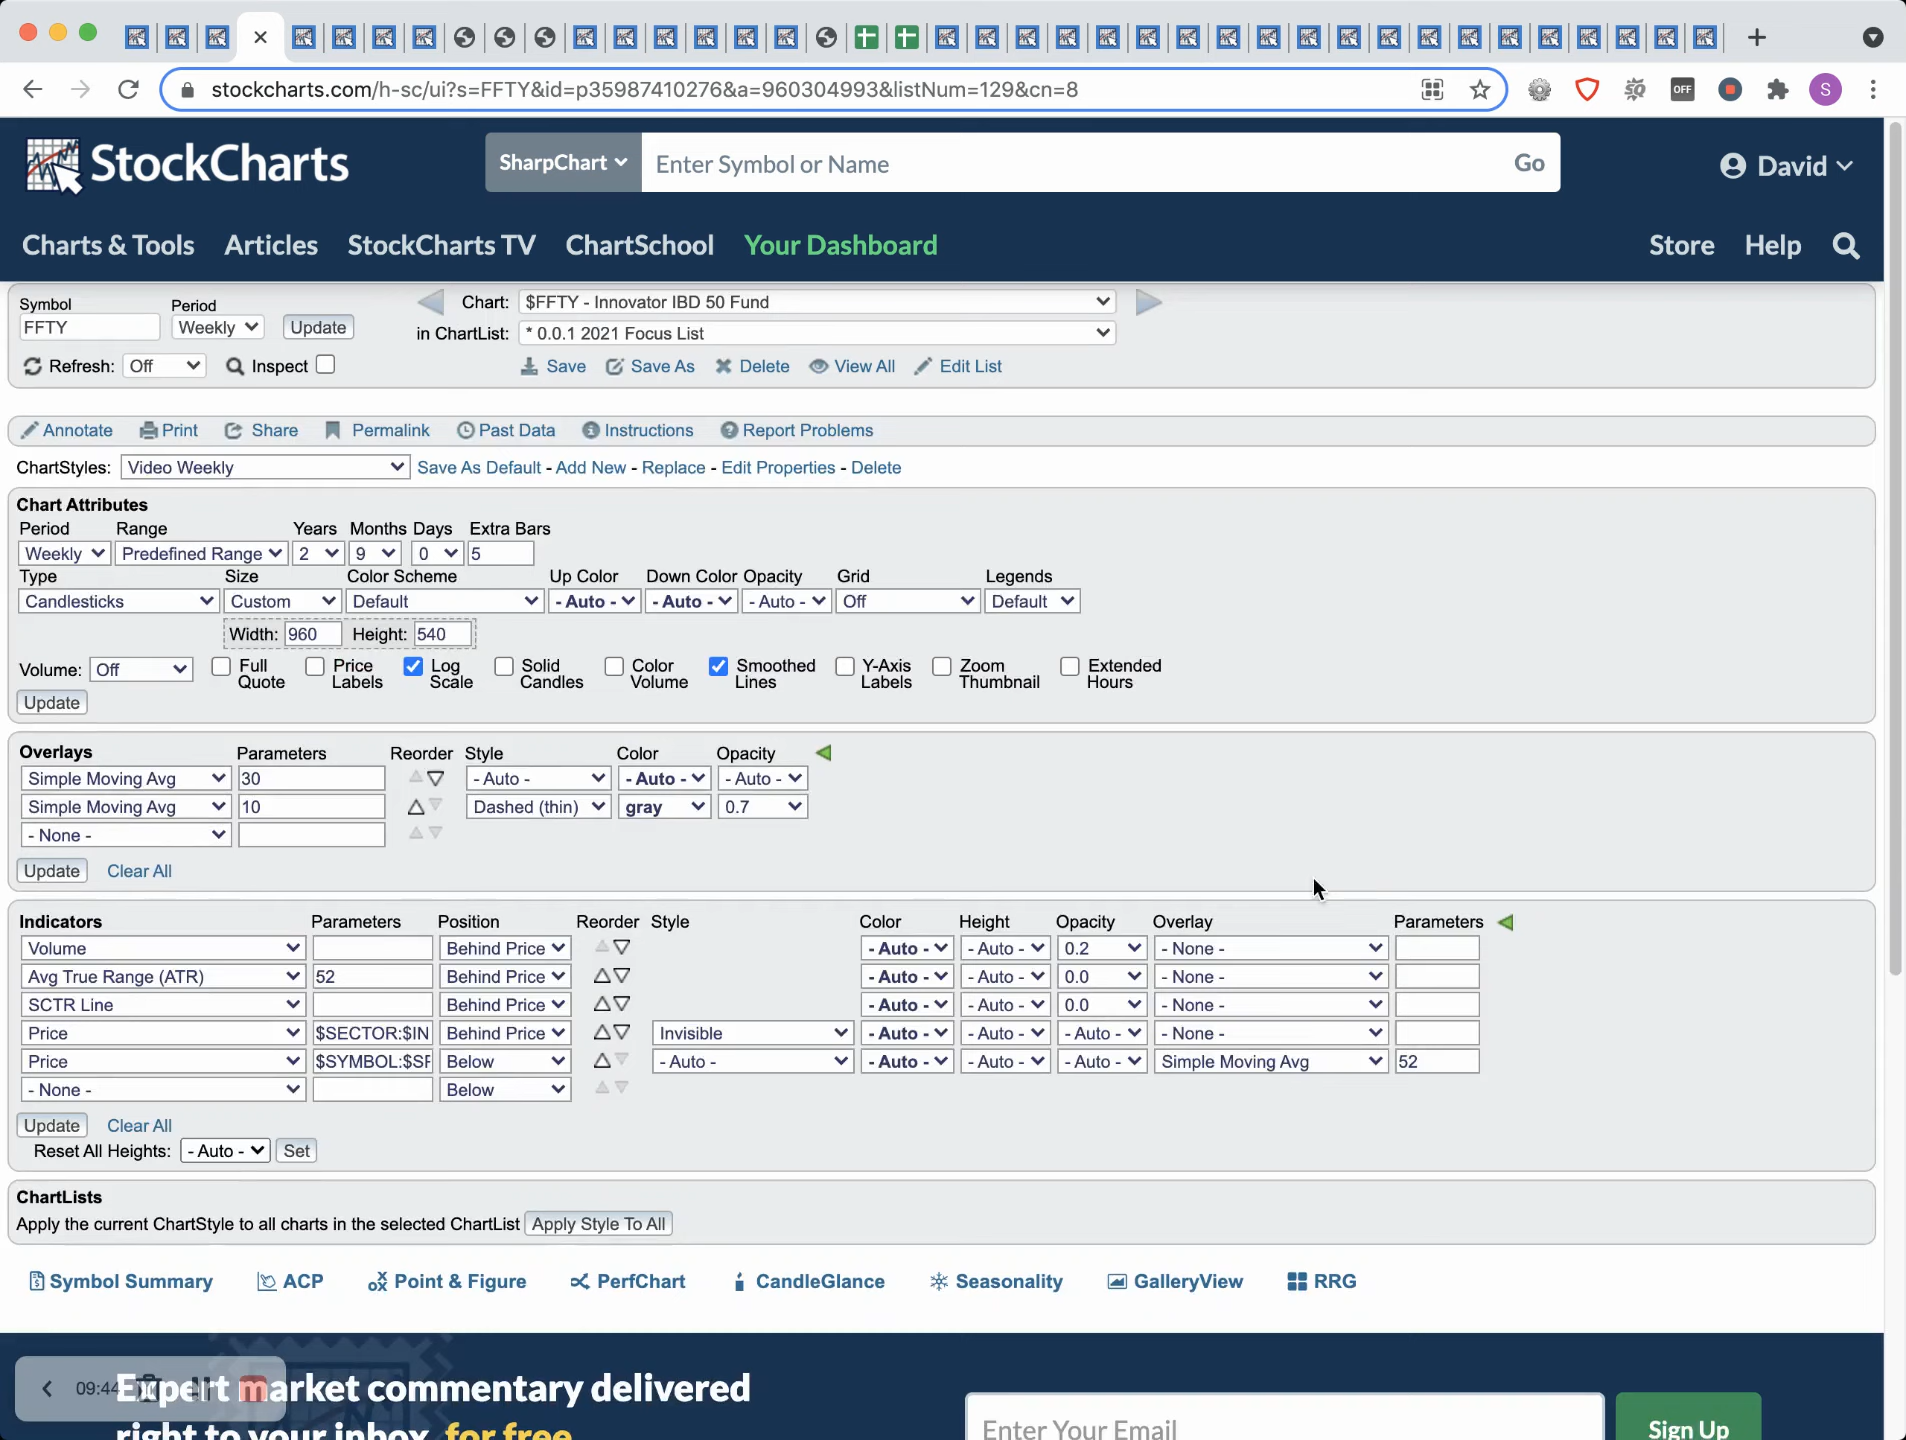 stockcharts.com/h-sc/ui?s=FFTY&id=p35987410276&a=960304993&listNum=129&cn=8
OFF
S
StockCharts
SharpChart
Enter Symbol or Name
Go
David
Charts & Tools Articles StockCharts TV ChartSchool Your Dashboard Store Help
Symbol Period
FFTY Weekly Update
Chart: $FFTY - Innovator IBD 50 Fund
in ChartList: * 0.0.1 2021 Focus List
Refresh: Off Inspect
Save Save As Delete View All Edit List
Annotate Print Share Permalink Past Data Instructions Report Problems
ChartStyles: Video Weekly Save As Default - Add New - Replace - Edit Properties - Delete
Chart Attributes
Period Range Years Months Days Extra Bars
Weekly Predefined Range 2 9 0 5
Type Size Color Scheme Up Color Down Color Opacity Grid Legends
Candlesticks Custom Default - Auto - - Auto - - Auto - Off Default
Width: 960 Height: 540
Volume: Off Full Quote Price Labels Log Scale Solid Candles Color Volume Smoothed Lines Y-Axis Labels Zoom Thumbnail Extended Hours
Update
Overlays Parameters Reorder Style Color Opacity
Simple Moving Avg 30 - Auto - - Auto - - Auto -
Simple Moving Avg 10 Dashed (thin) gray 0.7
- None -
Update Clear All
Indicators Parameters Position Reorder Style Color Height Opacity Overlay Parameters
Volume Behind Price - Auto - - Auto - 0.2 - None -
Avg True Range (ATR) 52 Behind Price - Auto - - Auto - 0.0 - None -
SCTR Line Behind Price - Auto - - Auto - 0.0 - None -
Price $SECTOR:$IN Behind Price Invisible - Auto - - Auto - - Auto - - None -
Price $SYMBOL:$SF Below - Auto - - Auto - - Auto - - Auto - Simple Moving Avg 52
- None - Below
Update Clear All
Reset All Heights: - Auto - Set
ChartLists
Apply the current ChartStyle to all charts in the selected ChartList Apply Style To All
Symbol Summary ACP Point & Figure PerfChart CandleGlance Seasonality GalleryView RRG
09:44
Expert market commentary delivered
right to your inbox, for free
Enter Your Email
Sign Up